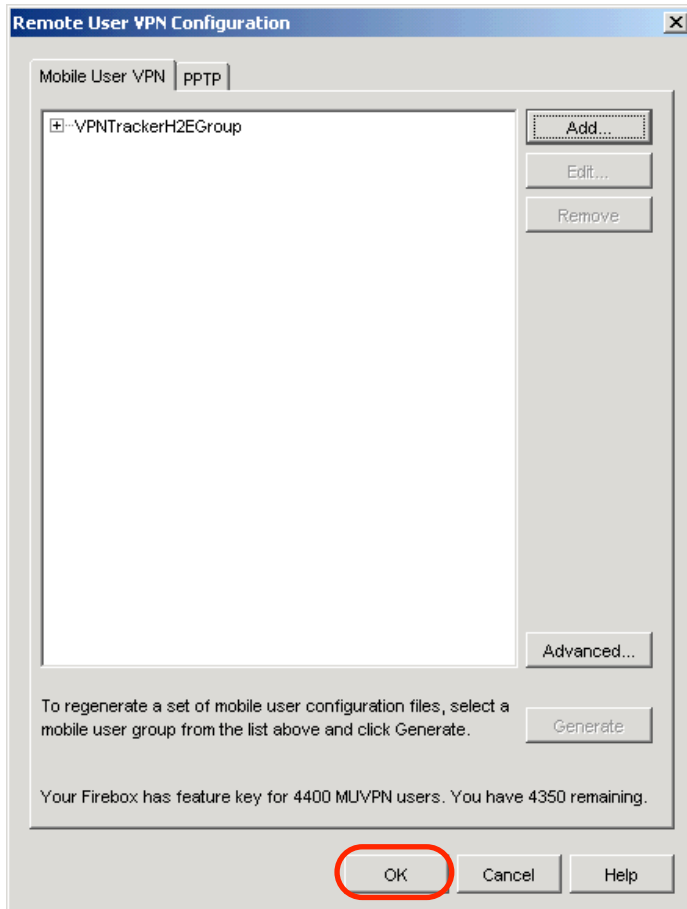 Remote User VPN Configuration
Mobile User VPN PPTP
VPNTrackerH2EGroup
Add...
Edit...
Remove
Advanced...
To regenerate a set of mobile user configuration files, select a
mobile user group from the list above and click Generate.
Generate
Your Firebox has feature key for 4400 MUVPN users. You have 4350 remaining.
OK Cancel Help